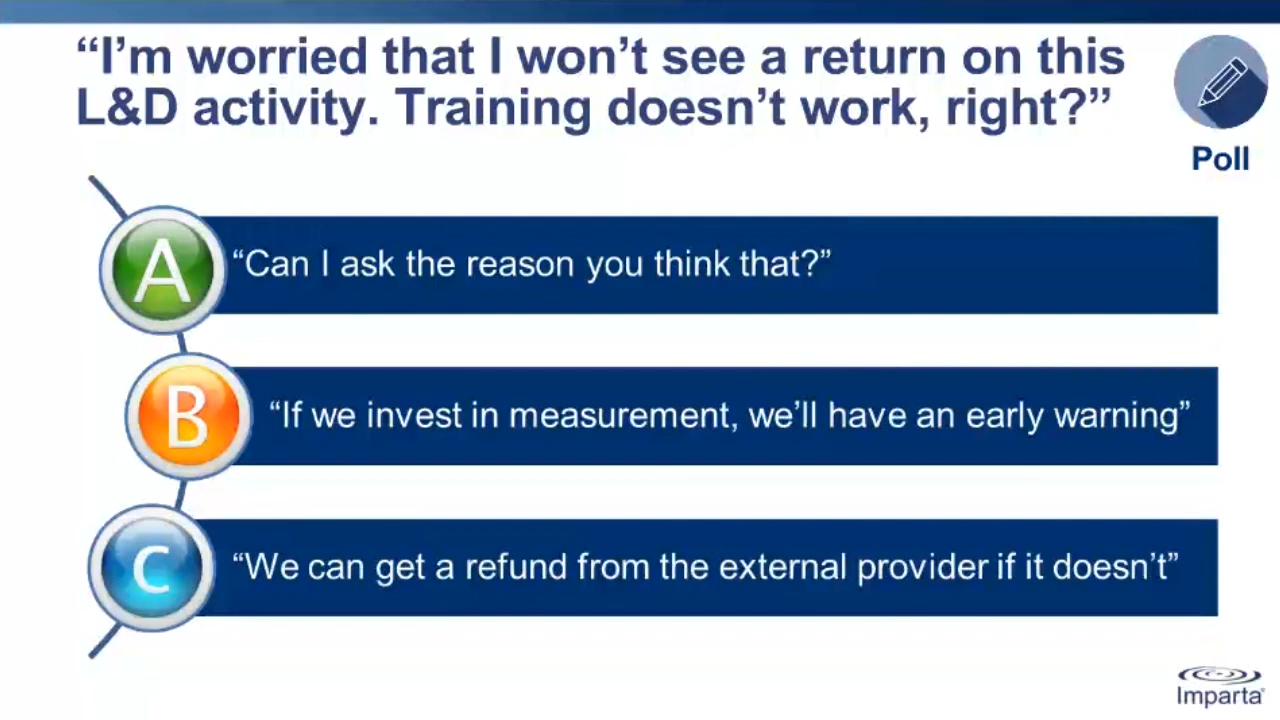 “I’m worried that I won’t see a return on this
L&D activity. Training doesn’t work, right?”
Poll
A
“Can I ask the reason you think that?”
B
“If we invest in measurement, we’ll have an early warning”
C
“We can get a refund from the external provider if it doesn’t”
Imparta